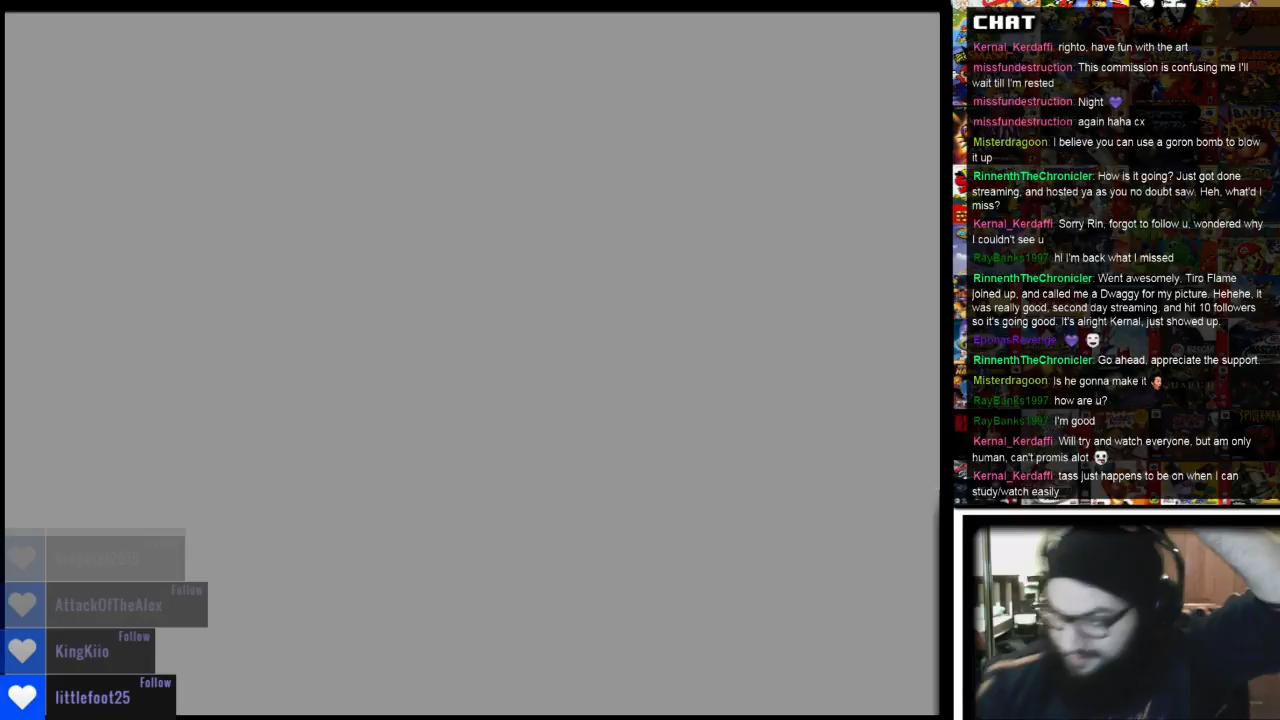 CHAT
Kernal_Kerdaffi: righto, have fun with the art
missfundestruction: This commission is confusing me I'll
wait till I'm rested
missfundestruction: Night
missfundestruction: again haha cx
Misterdragoon: I believe you can use a goron bomb to blow
it up
RinnenthTheChronicler: How is it going? Just got done
streaming, and hosted ya as you no doubt saw. Heh, what'd I
miss?
Kernal_Kerdaffi: Sorry Rin, forgot to follow u, wondered why
I couldn't see u
RayBanks1997: hi I'm back what I missed
RinnenthTheChronicler: Went awesomely, Tiro Flame
joined up, and called me a Dwaggy for my picture. Hehehe, it
was really good, second day streaming, and hit 10 followers
so it's going good. It's alright Kernal, just showed up.
EponasRevenge:
RinnenthTheChronicler: Go ahead, appreciate the support.
Misterdragoon: Is he gonna make it
RayBanks1997: how are u?
RayBanks1997: I'm good
Kernal_Kerdaffi: Will try and watch everyone, but am only
human, can't promis alot
Kernal_Kerdaffi: tass just happens to be on when I can
study/watch easily
Follow
AttackOfTheAlex
Follow
KingKiio
Follow
littlefoot25